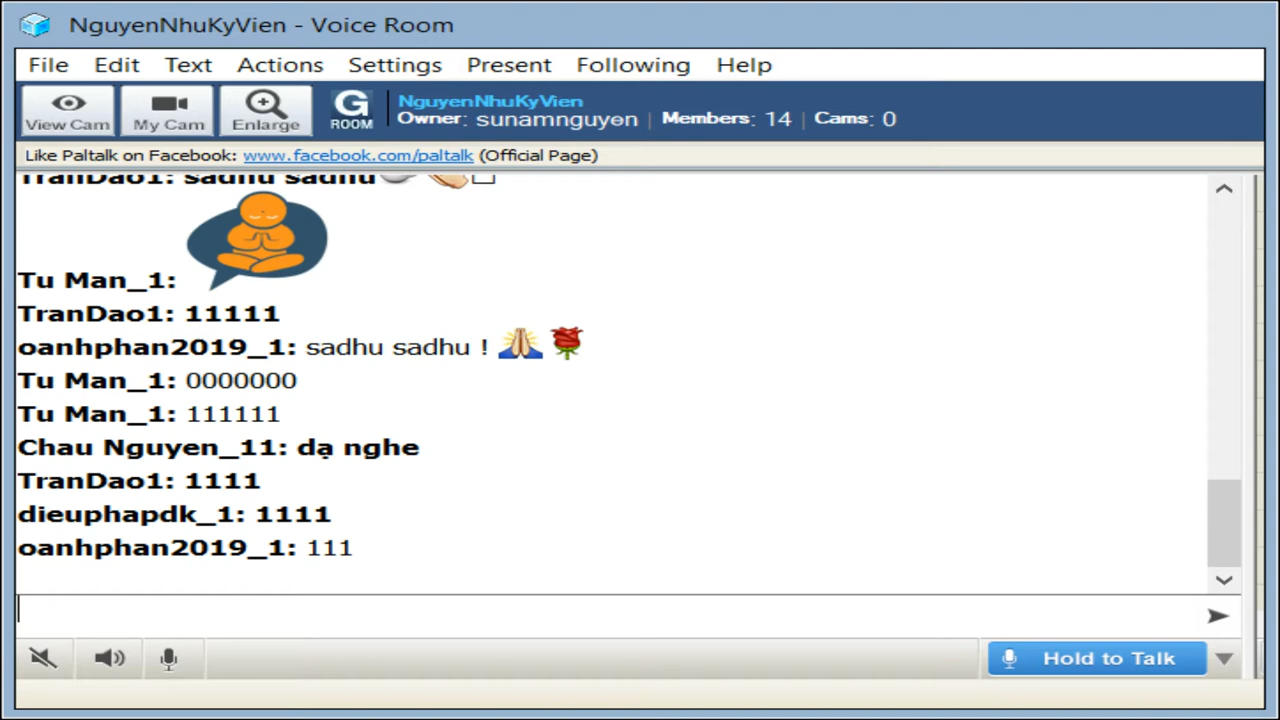 NguyenNhuKyVien - Voice Room
File Edit Text Actions Settings Present Following Help
View Cam My Cam Enlarge G ROOM
NguyenNhuKyVien
Owner: sunamnguyen | Members: 14 | Cams: 0
Like Paltalk on Facebook: www.facebook.com/paltalk (Official Page)
TranDao1: sadhu sadhu
Tu Man_1:
TranDao1: 11111
oanhphan2019_1: sadhu sadhu !
Tu Man_1: 0000000
Tu Man_1: 111111
Chau Nguyen_11: dạ nghe
TranDao1: 1111
dieuphapdk_1: 1111
oanhphan2019_1: 111
Hold to Talk